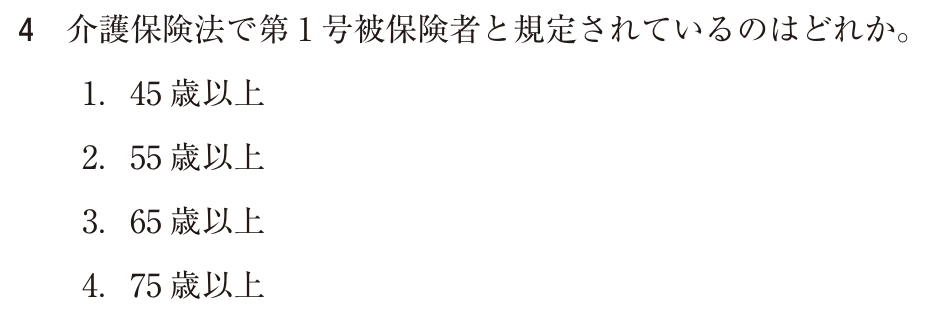 4 介護保険法で第1号被保険者と規定されているのはどれか。
1. 45歳以上
2. 55歳以上
3. 65歳以上
4. 75歳以上